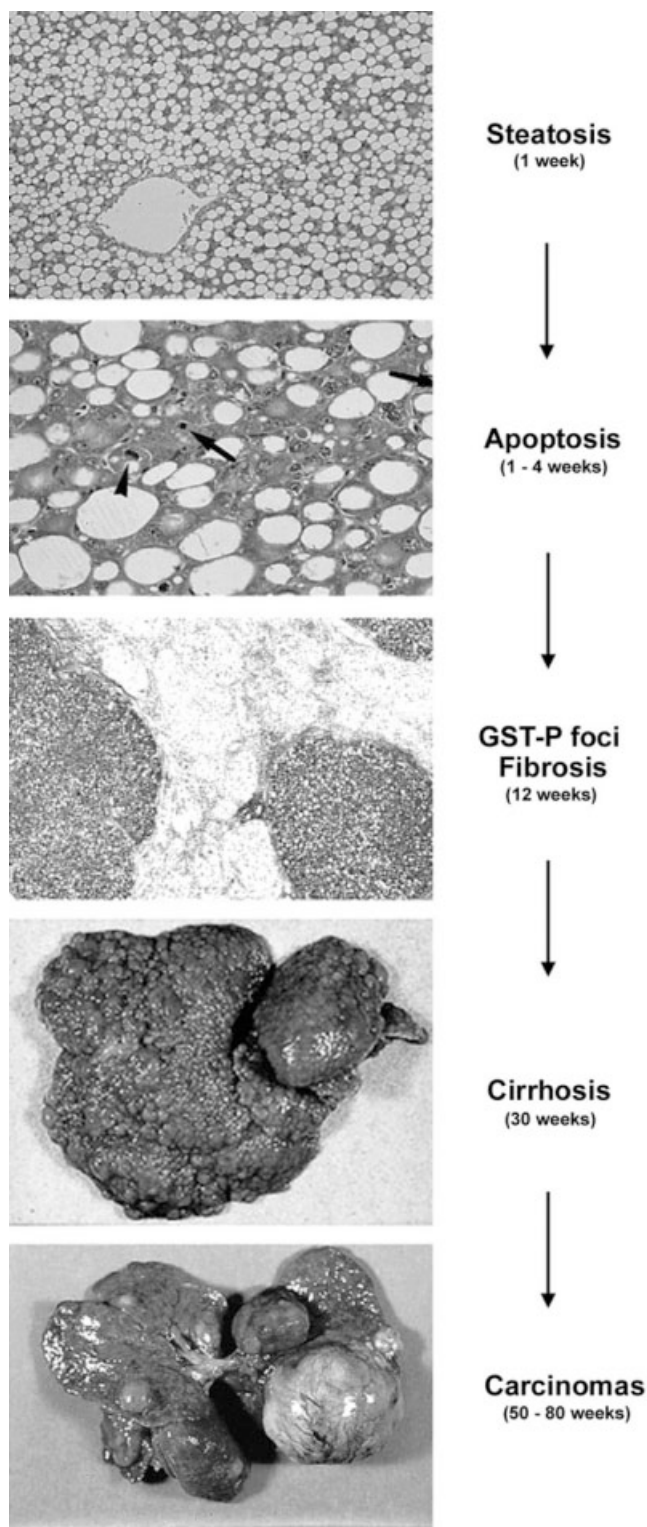 Steatosis
(1 week)
Apoptosis
(1 - 4 weeks)
GST-P foci
Fibrosis
(12 weeks)
Cirrhosis
(30 weeks)
Carcinomas
(50 - 80 weeks)